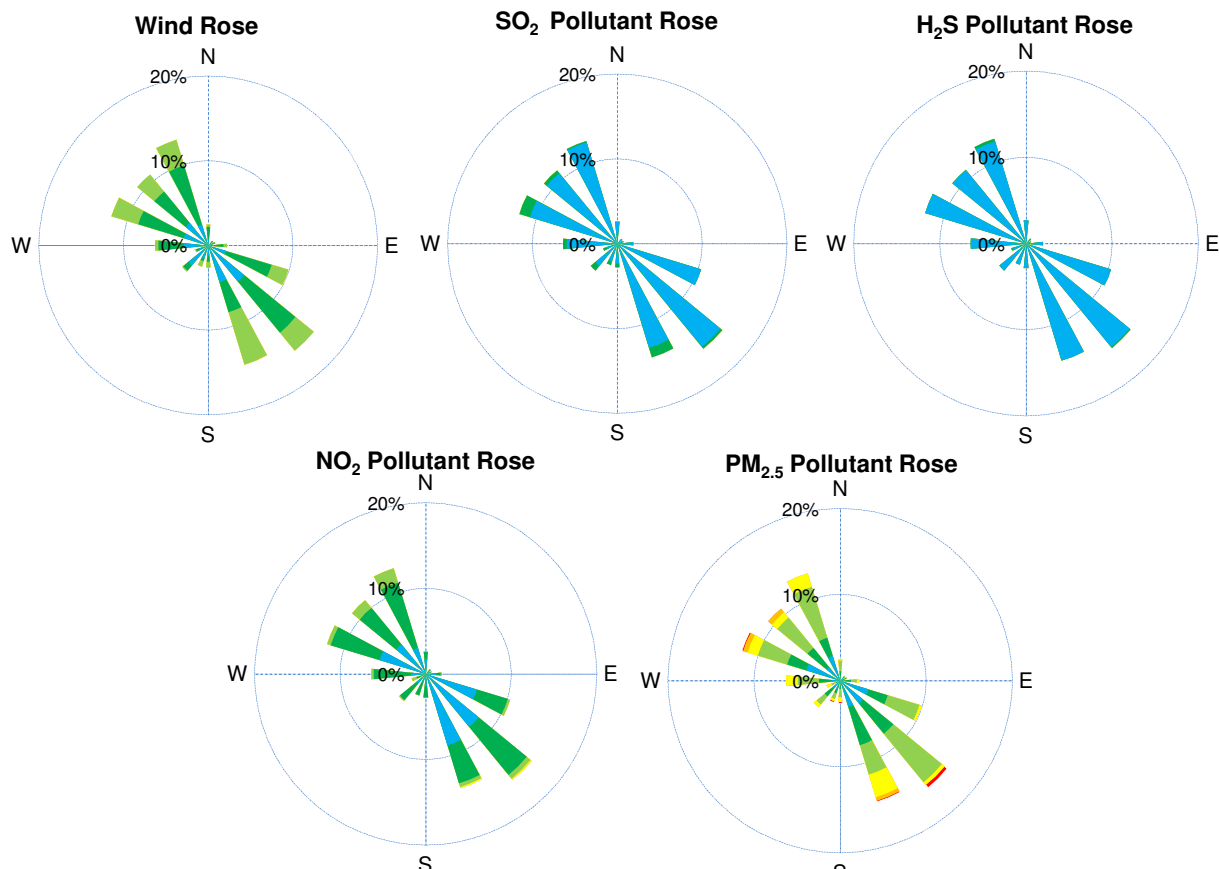 Wind Rose
N
20%
10%
W
0%
E
S
SO₂ Pollutant Rose
N
20%
10%
W
0%
E
S
H₂S Pollutant Rose
N
20%
10%
W
0%
E
S
NO₂ Pollutant Rose
N
20%
10%
W
0%
E
S
PM₂.₅ Pollutant Rose
N
20%
10%
W
0%
E
S